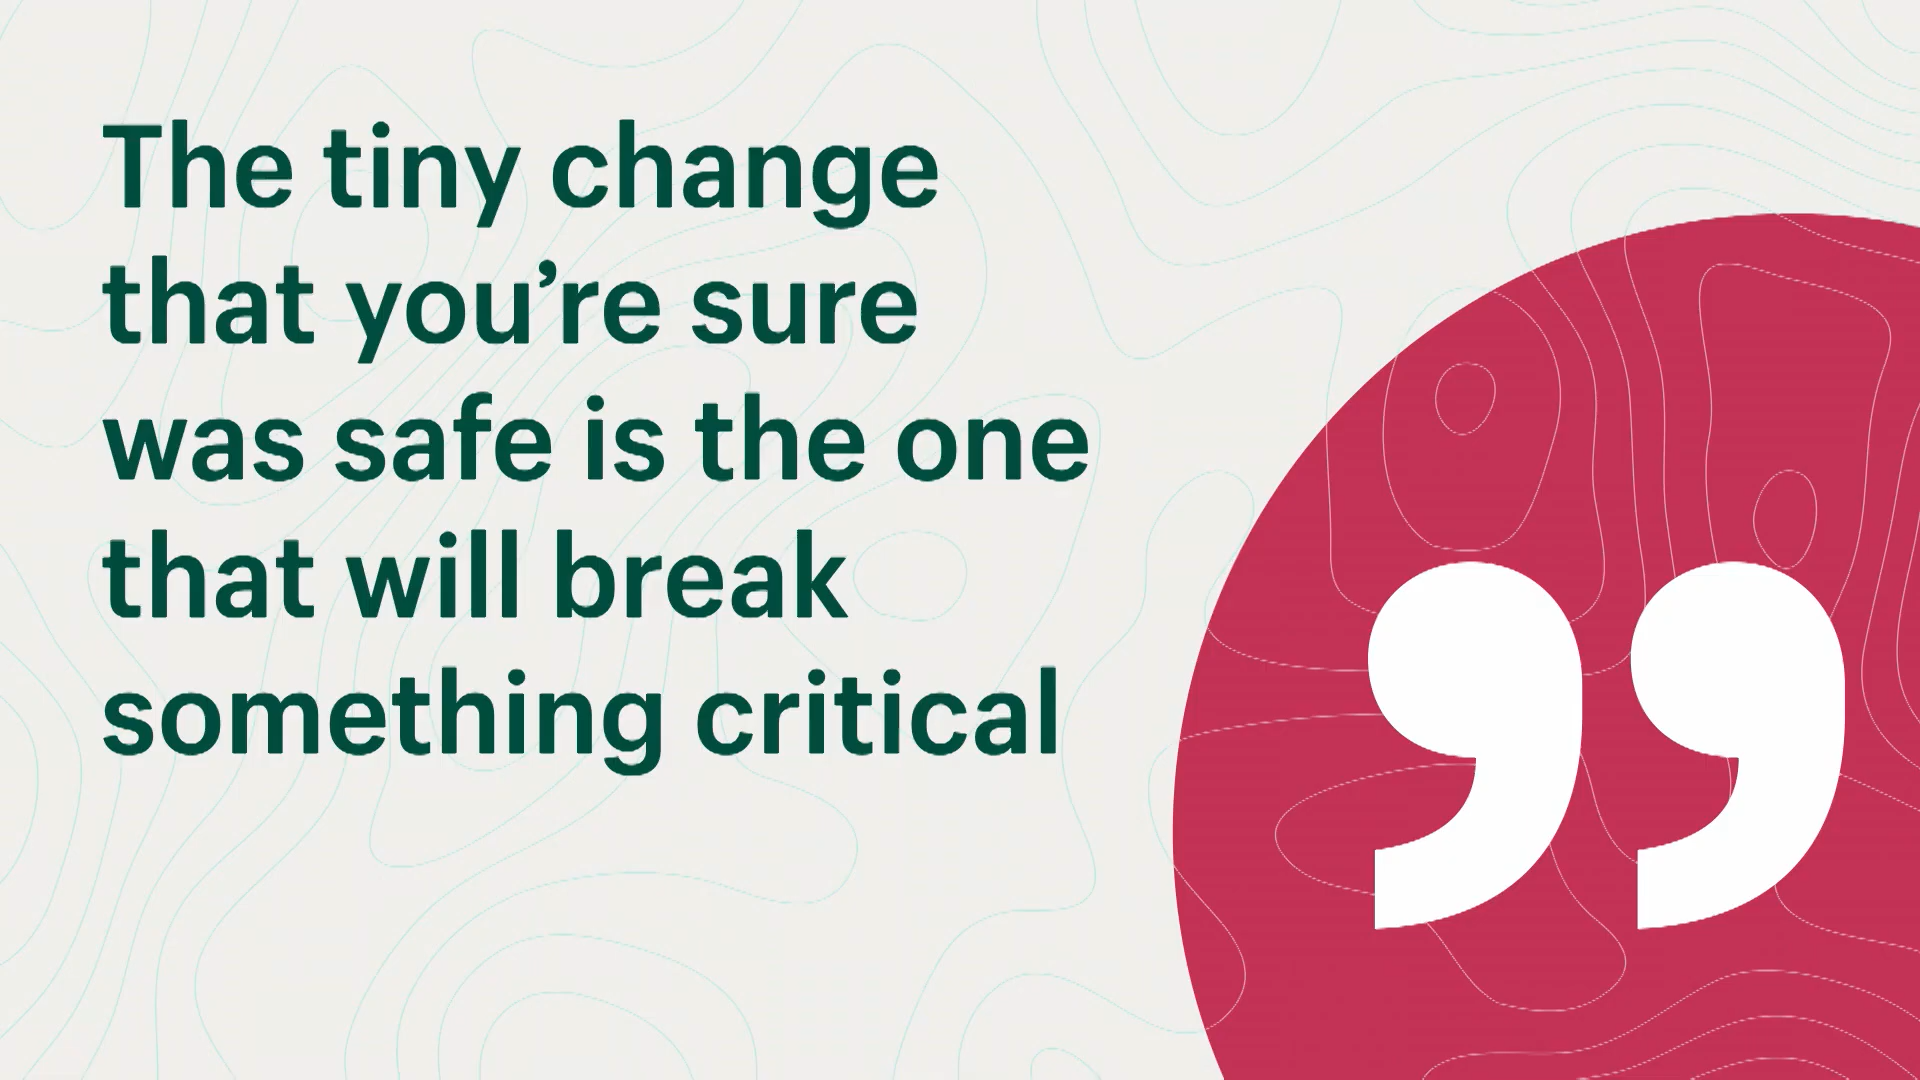 The tiny change
that you’re sure
was safe is the one
that will break
something critical
”